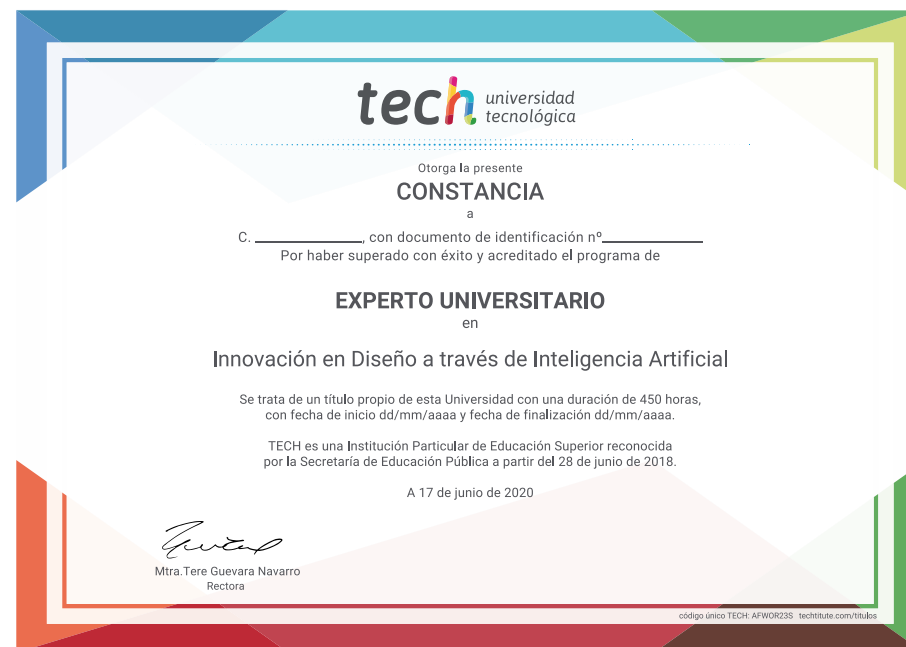 tech universidad
tecnológica
Otorga la presente
CONSTANCIA
a
C. ____________, con documento de identificación nº____________
Por haber superado con éxito y acreditado el programa de
EXPERTO UNIVERSITARIO
en
Innovación en Diseño a través de Inteligencia Artificial
Se trata de un título propio de esta Universidad con una duración de 450 horas,
con fecha de inicio dd/mm/aaaa y fecha de finalización dd/mm/aaaa.
TECH es una Institución Particular de Educación Superior reconocida
por la Secretaría de Educación Pública a partir del 28 de junio de 2018.
A 17 de junio de 2020
Mtra.Tere Guevara Navarro
Rectora
código único TECH: AFWOR23S techtitute.com/titulos